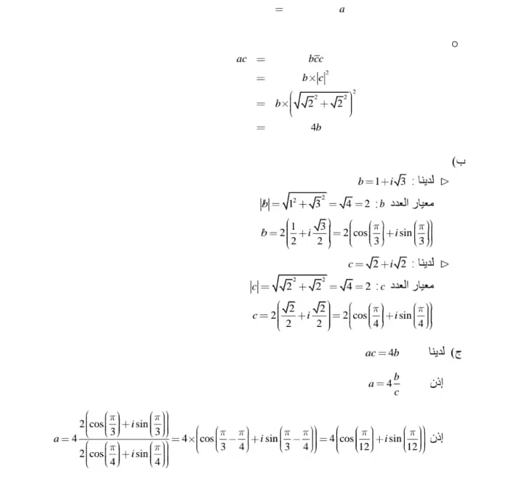 = a
○
ac = bc̅c
= b×|c|²
= b×(√(√2² + √2²))²
= 4b
ب)
▷ لدينا : b = 1 + i√3
معيار العدد b : |b| = √(1² + √3²) = √4 = 2
b = 2(1/2 + i √3/2) = 2(cos(π/3) + i sin(π/3))
▷ لدينا : c = √2 + i√2
معيار العدد c : |c| = √(√2² + √2²) = √4 = 2
c = 2(√2/2 + i √2/2) = 2(cos(π/4) + i sin(π/4))
ج) لدينا ac = 4b
إذن a = 4 b/c
إذن a = 4 (2(cos(π/3) + i sin(π/3)))/(2(cos(π/4) + i sin(π/4))) = 4×(cos(π/3 − π/4) + i sin(π/3 − π/4)) = 4(cos(π/12) + i sin(π/12))